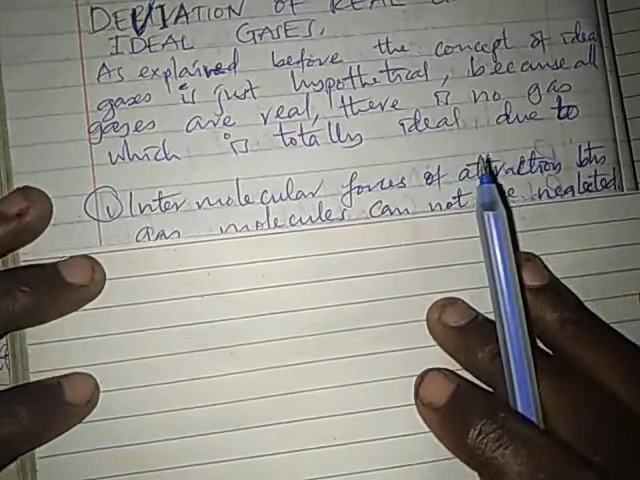 DEVIATION OF REAL
IDEAL GASES.
As explained before the concept of idea
gases is just hypothetical, because all
gases are real, there is no gas
which is totally ideal, due to
(1) Inter molecular forces of attraction btn
gas molecules can not be neglected